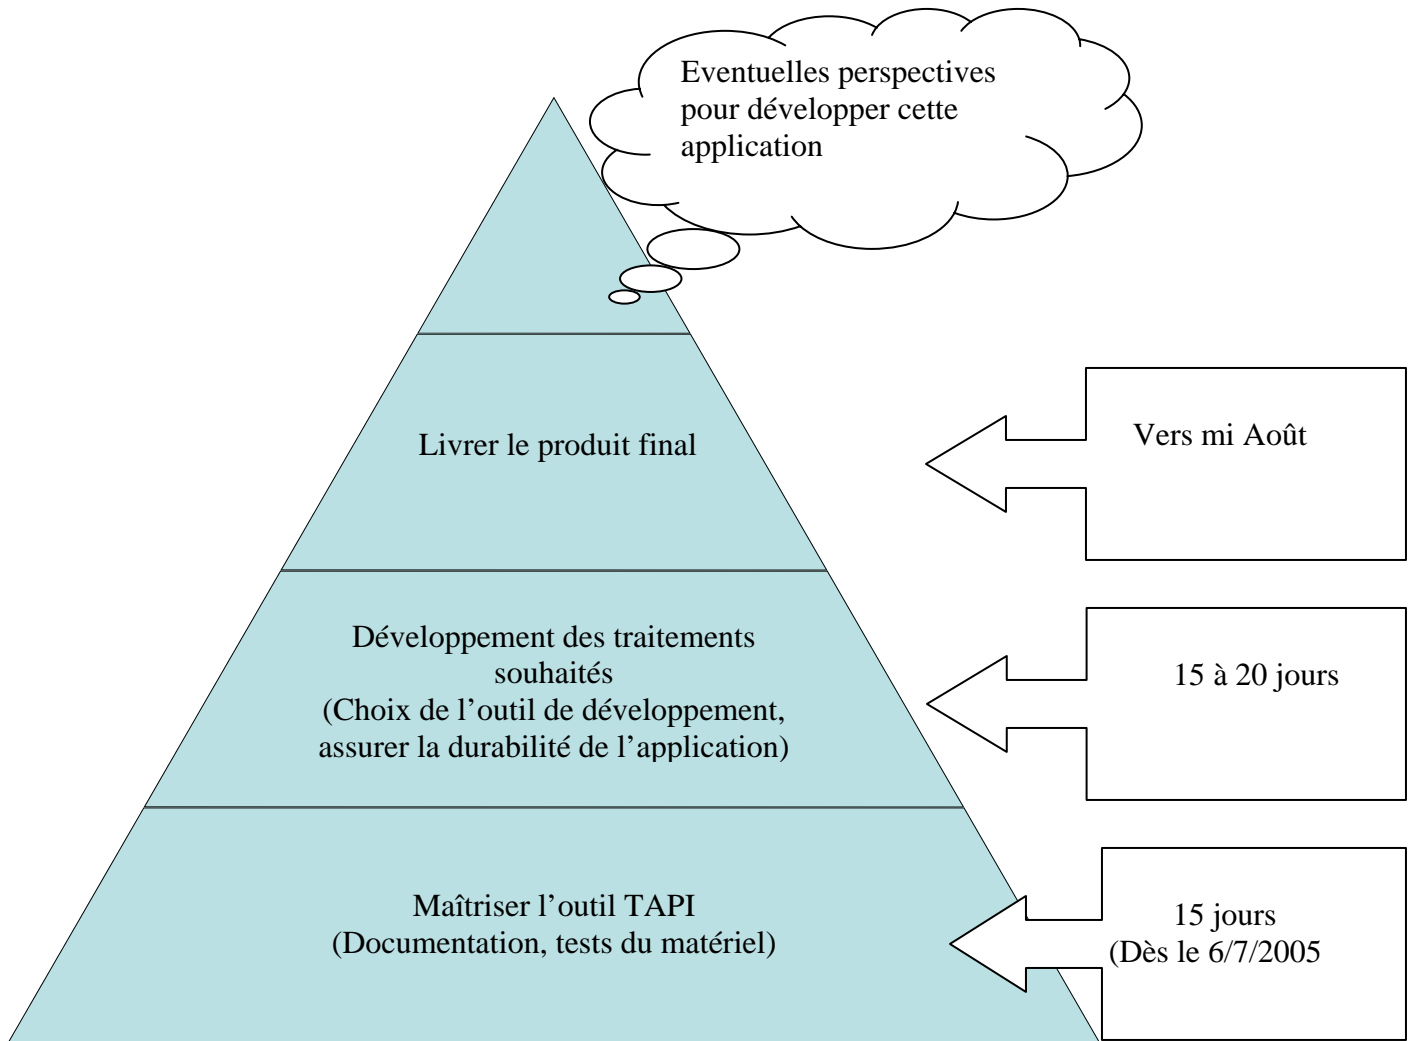 Eventuelles perspectives
pour développer cette
application
Livrer le produit final
Vers mi Août
Développement des traitements
souhaités
(Choix de l’outil de développement,
assurer la durabilité de l’application)
15 à 20 jours
Maîtriser l’outil TAPI
(Documentation, tests du matériel)
15 jours
(Dès le 6/7/2005